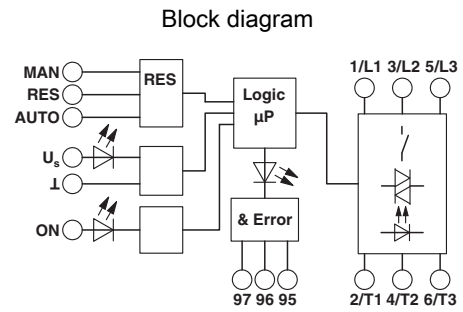 Block diagram
MAN
RES
AUTO
Us
⊥
ON
RES
Logic
µP
& Error
97 96 95
1/L1 3/L2 5/L3
2/T1 4/T2 6/T3